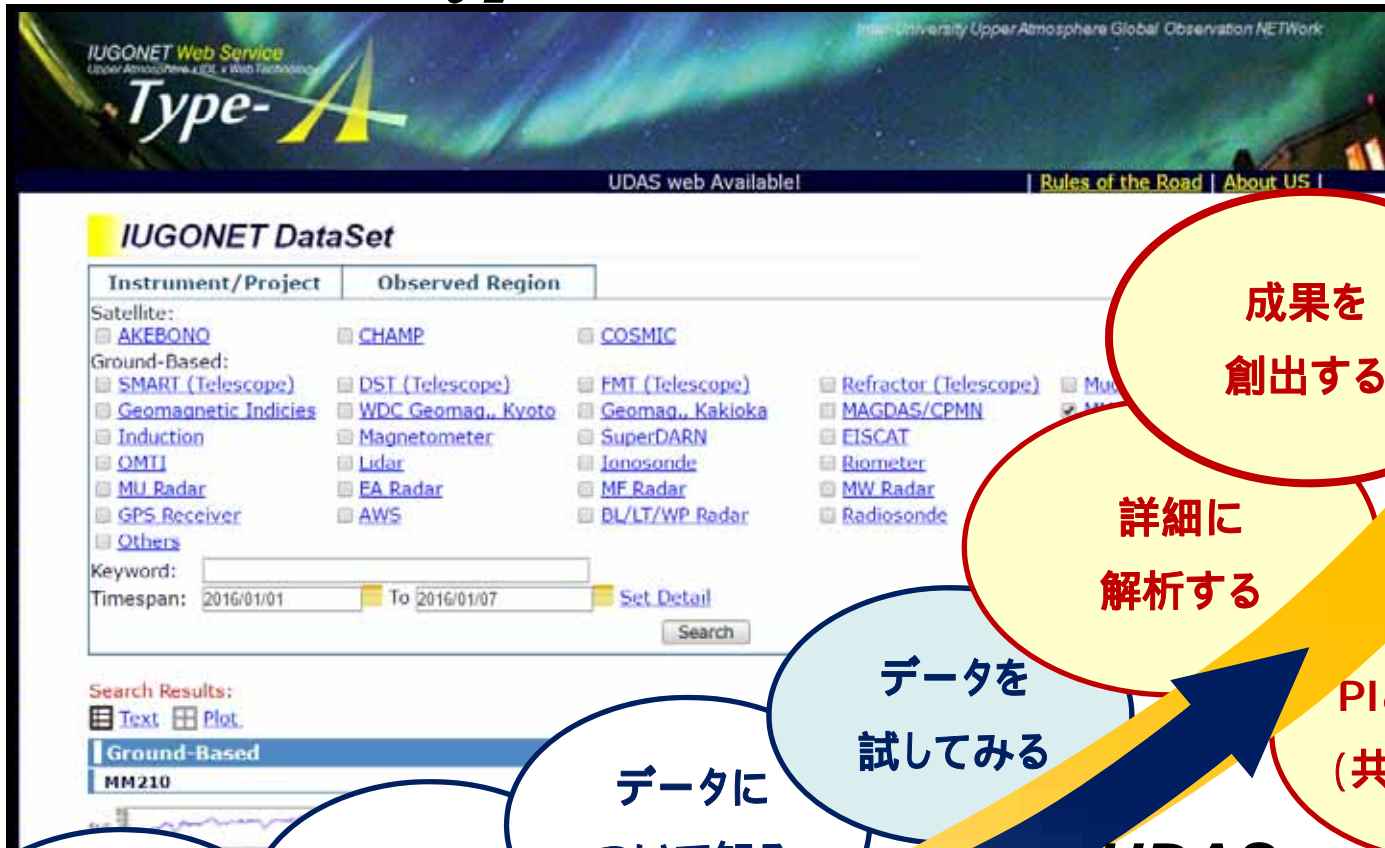 Inter-University Upper Atmosphere Global Observation NETWork
IUGONET Web Service
Upper Atmosphere x IDL x Web Technology
Type-A
UDAS web Available!
| Rules of the Road | About US |
IUGONET DataSet
Instrument/Project Observed Region
Satellite:
AKEBONO CHAMP COSMIC
Ground-Based:
SMART (Telescope) DST (Telescope) FMT (Telescope) Refractor (Telescope)
Geomagnetic Indicies WDC Geomag., Kyoto Geomag., Kakioka MAGDAS/CPMN
Induction Magnetometer SuperDARN EISCAT
OMTI Lidar Ionosonde Riometer
MU Radar EA Radar MF Radar MW Radar
GPS Receiver AWS BL/LT/WP Radar Radiosonde
Others
Keyword:
Timespan: 2016/01/01 To 2016/01/07 Set Detail
Search
Search Results:
Text Plot
Ground-Based
MM210
成果を
創出する
詳細に
解析する
データを
試してみる
データに
UDAS